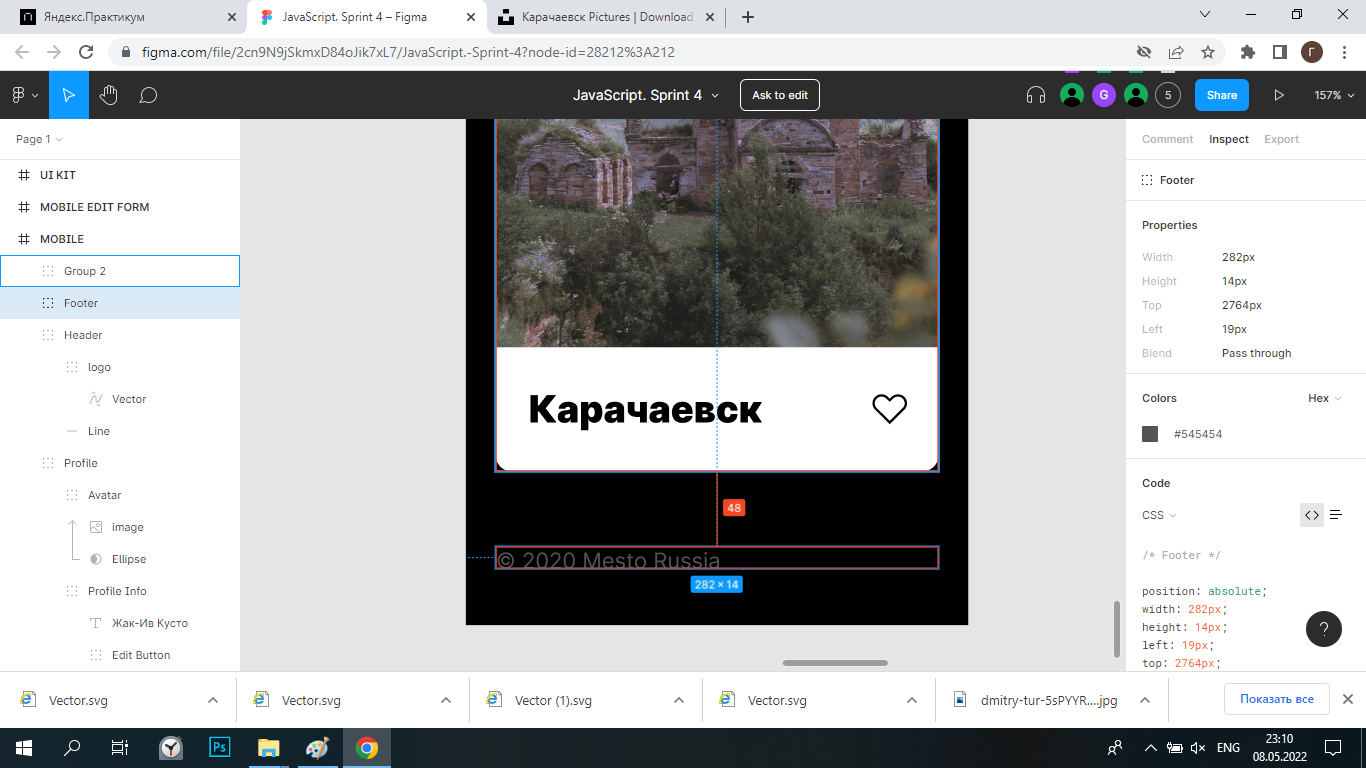 Яндекс.Практикум
JavaScript. Sprint 4 – Figma
Карачаевск Pictures | Download
figma.com/file/2cn9N9jSkmxD84oJik7xL7/JavaScript.-Sprint-4?node-id=28212%3A212
Г
JavaScript. Sprint 4
Ask to edit
G
5
Share
157%
Page 1
Comment
Inspect
Export
UI KIT
MOBILE EDIT FORM
MOBILE
Group 2
Footer
Header
logo
Vector
Line
Profile
Avatar
image
Ellipse
Profile Info
Жак-Ив Кусто
Edit Button
Карачаевск
48
© 2020 Mesto Russia
282 × 14
Footer
Properties
Width 282px
Height 14px
Top 2764px
Left 19px
Blend Pass through
Colors Hex
#545454
Code
CSS
/* Footer */
position: absolute;
width: 282px;
height: 14px;
left: 19px;
top: 2764px;
?
Vector.svg
Vector.svg
Vector (1).svg
Vector.svg
dmitry-tur-5sPYYR....jpg
Показать все
Ps
ENG
23:10
08.05.2022